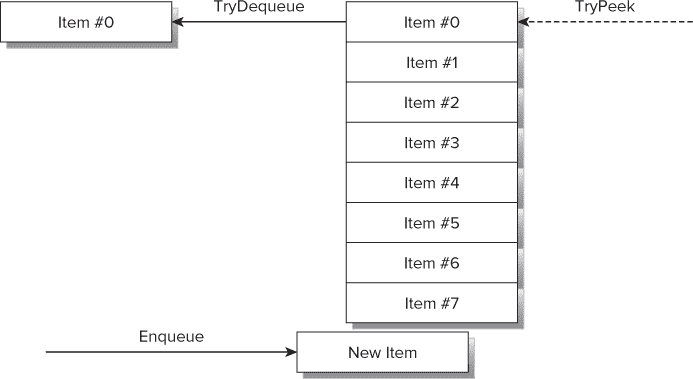 TryDequeue
TryPeek
Item #0
Item #0
Item #1
Item #2
Item #3
Item #4
Item #5
Item #6
Item #7
Enqueue
New Item